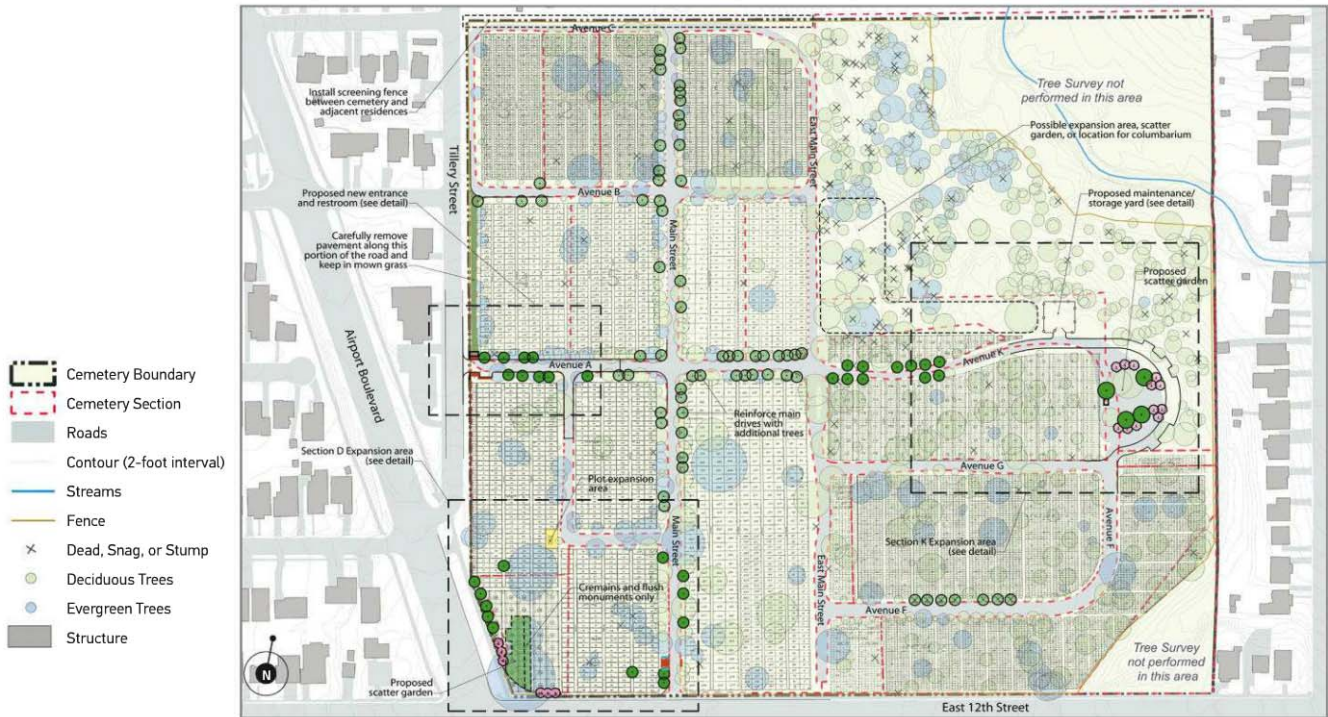 Avenue C
Install screening fence
between cemetery and
adjacent residences
Tillery Street
East Main Street
Tree Survey not
performed in this area
Possible expansion area, scatter
garden, or location for columbarium
Proposed new entrance
and restroom (see detail)
Avenue B
Proposed maintenance/
storage yard (see detail)
Carefully remove
pavement along this
portion of the road and
keep in mown grass
Main Street
Proposed
scatter garden
Airport Boulevard
Avenue A
Avenue K
Cemetery Boundary
Cemetery Section
Roads
Contour (2-foot interval)
Streams
Fence
Dead, Snag, or Stump
Deciduous Trees
Evergreen Trees
Structure
N
Reinforce main
drives with
additional trees
Section D Expansion area
(see detail)
Plot expansion
area
Avenue G
Main Street
Section K Expansion area
(see detail)
Avenue F
East Main Street
Cremains and flush
monuments only
Avenue F
Proposed
scatter garden
Tree Survey
not performed
in this area
East 12th Street